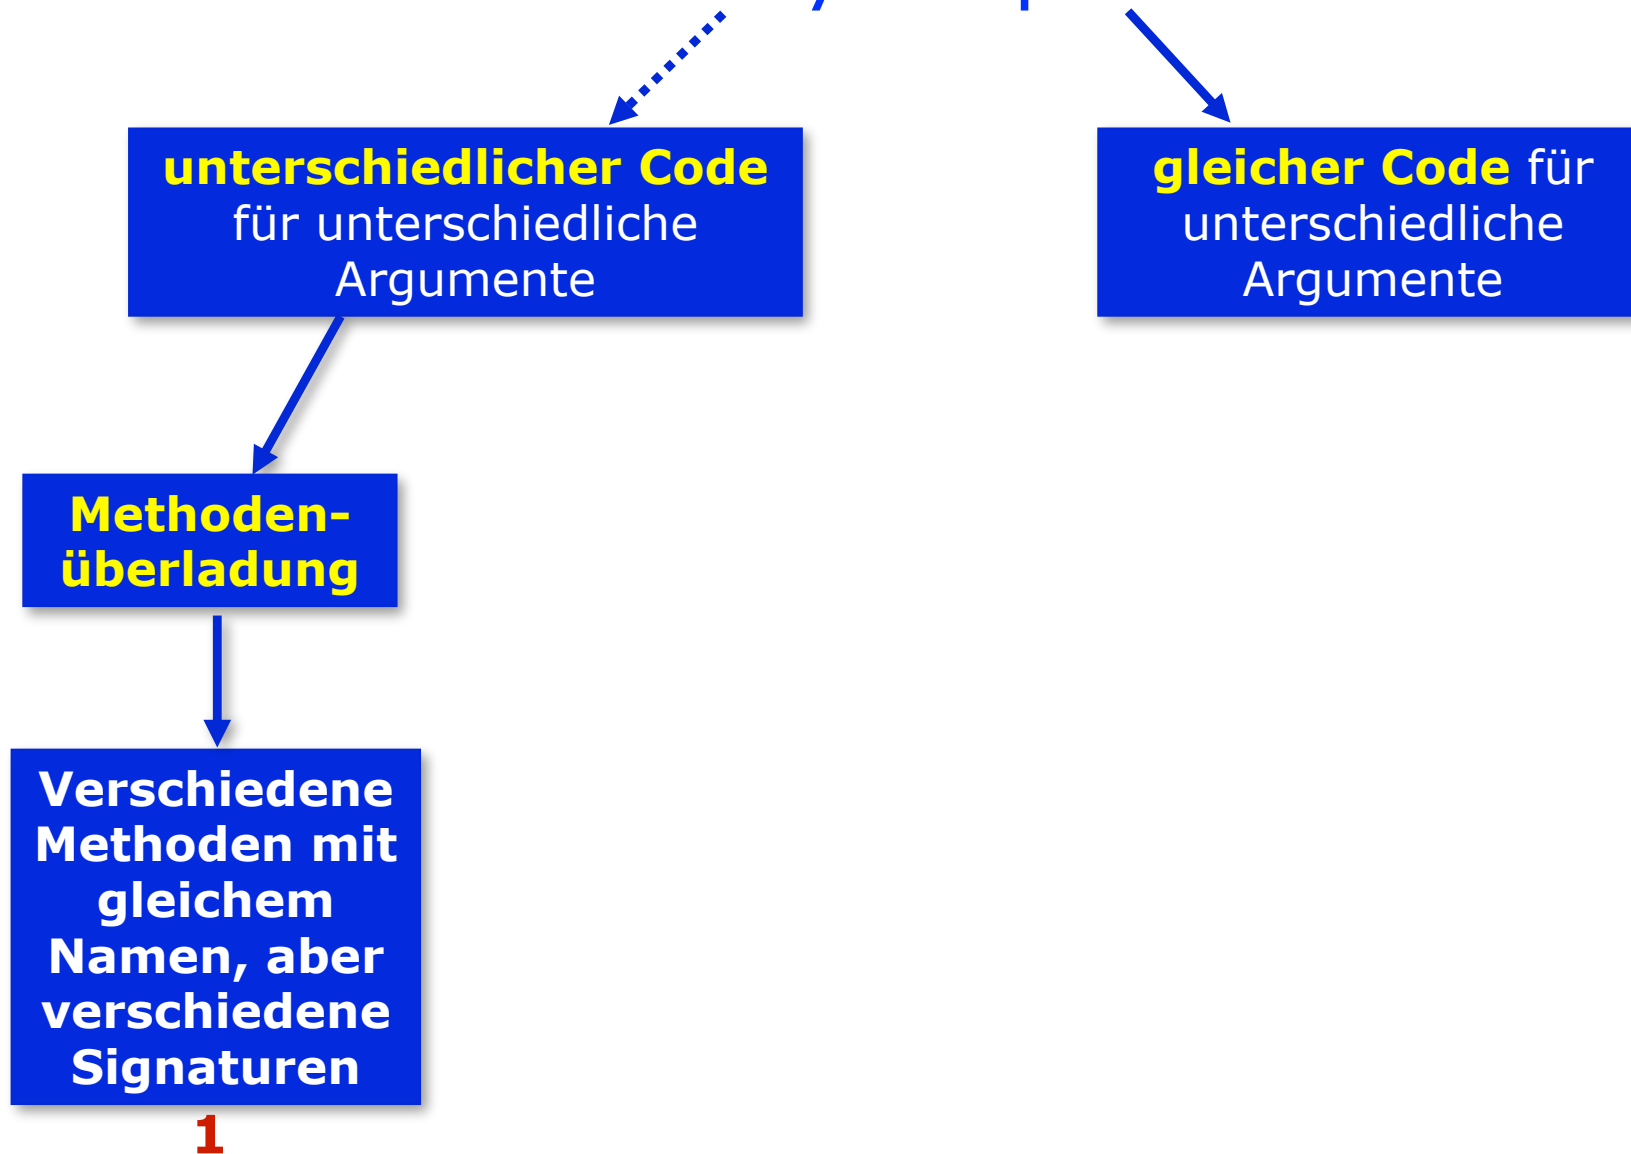 unterschiedlicher Code
für unterschiedliche
Argumente
gleicher Code für
unterschiedliche
Argumente
Methoden-
überladung
Verschiedene
Methoden mit
gleichem
Namen, aber
verschiedene
Signaturen
1